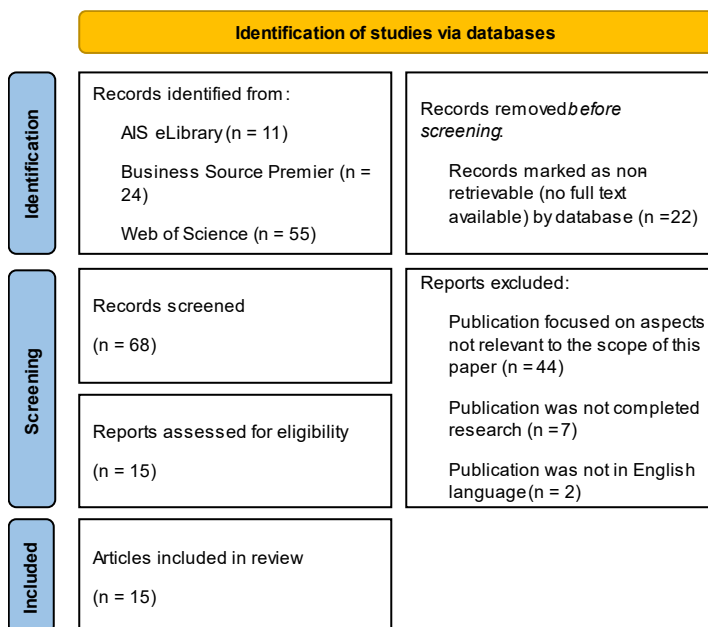 Identification of studies via databases
Identification
Records identified from:
AIS eLibrary (n = 11)
Business Source Premier (n =
24)
Web of Science (n = 55)
Records removed before
screening:
Records marked as non-
retrievable (no full text
available) by database (n =22)
Screening
Records screened
(n = 68)
Reports assessed for eligibility
(n = 15)
Reports excluded:
Publication focused on aspects
not relevant to the scope of this
paper (n = 44)
Publication was not completed
research (n = 7)
Publication was not in English
language (n = 2)
Included
Articles included in review
(n = 15)